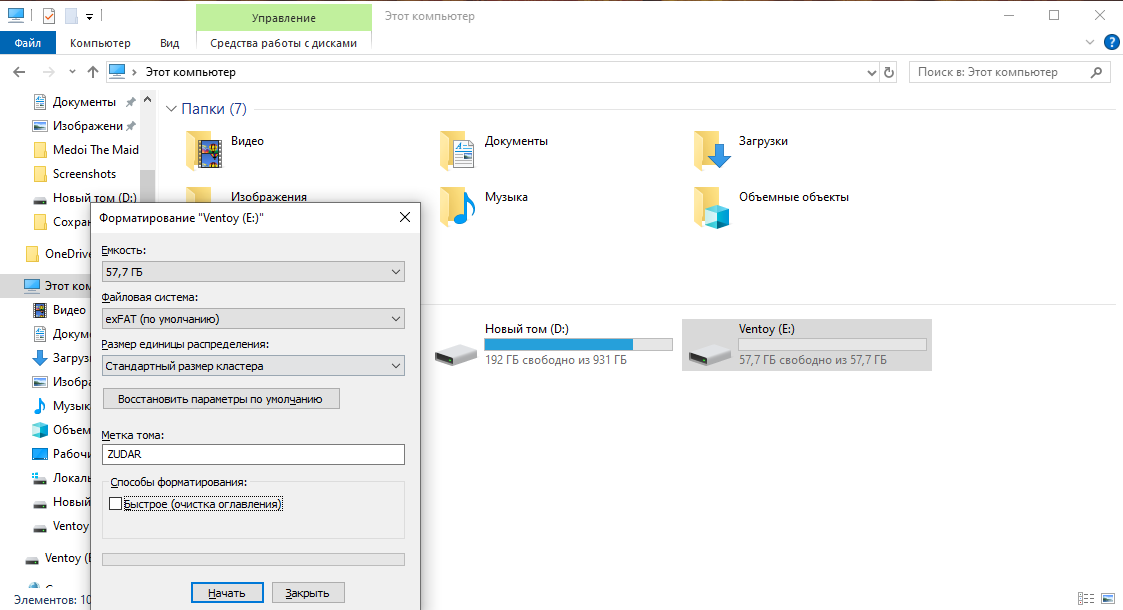 Управление
Этот компьютер
Файл
Компьютер
Вид
Средства работы с дисками
Этот компьютер
Поиск в: Этот компьютер
Документы
Изображени
Medoi The Maid
Screenshots
Новый том (D:)
Сохран
OneDrive
Этот ком
Видео
Докум
Загруз
Изобра
Музык
Объем
Рабочи
Локаль
Новый
Ventoy
Ventoy (E
Элементов: 10
Папки (7)
Видео
Документы
Загрузки
Изображения
Музыка
Объемные объекты
Новый том (D:)
192 ГБ свободно из 931 ГБ
Ventoy (E:)
57,7 ГБ свободно из 57,7 ГБ
Форматирование "Ventoy (E:)"
Емкость:
57,7 ГБ
Файловая система:
exFAT (по умолчанию)
Размер единицы распределения:
Стандартный размер кластера
Восстановить параметры по умолчанию
Метка тома:
ZUDAR
Способы форматирования:
Быстрое (очистка оглавления)
Начать
Закрыть